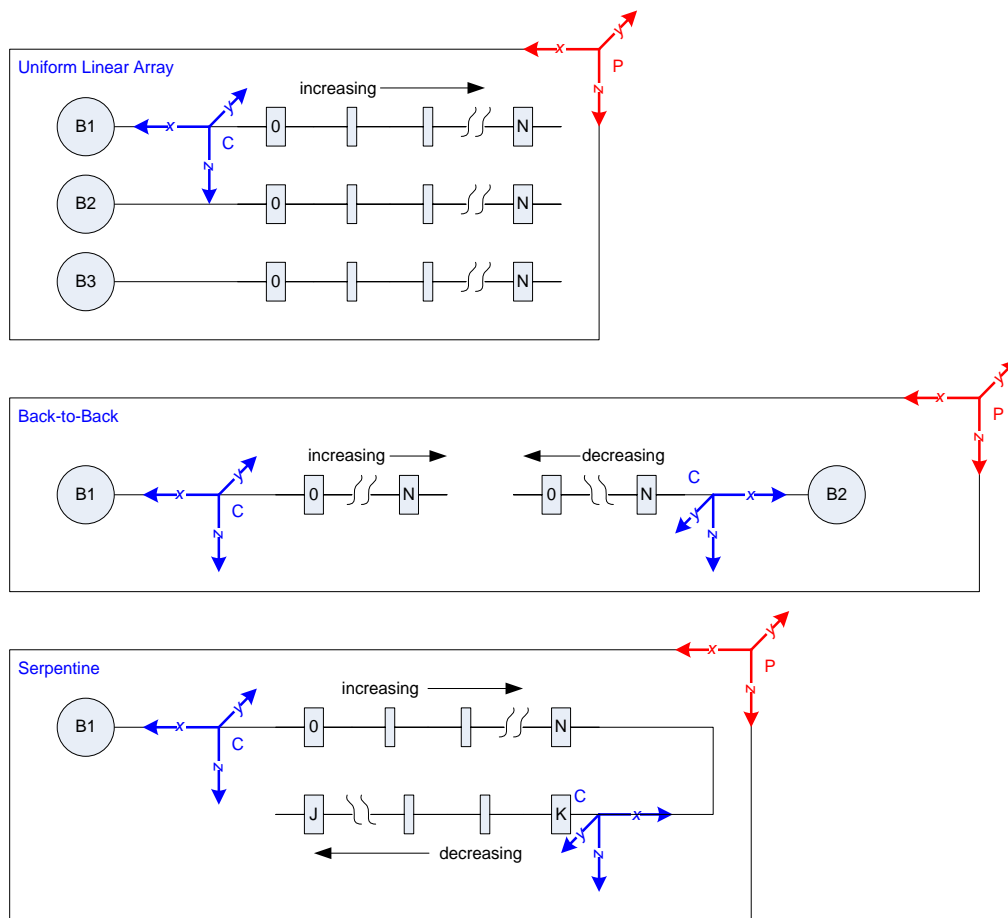 y
x
P
z
Uniform Linear Array
increasing
B1
x
y
C
z
0
N
B2
0
N
B3
0
N
y
x
P
z
Back-to-Back
increasing
decreasing
B1
x
y
C
z
0
N
0
N
C
x
y
z
B2
y
x
P
z
Serpentine
increasing
B1
x
y
C
z
0
N
J
K
C
x
y
z
decreasing